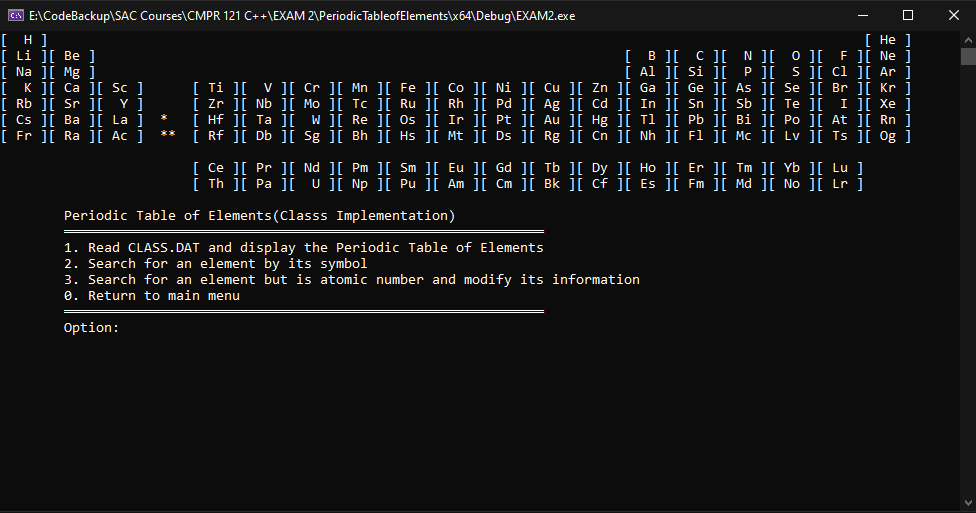 E:\CodeBackup\SAC Courses\CMPR 121 C++\EXAM 2\PeriodicTableofElements\x64\Debug\EXAM2.exe
[  H ]                                                                                                      [ He ]
[ Li ][ Be ]                                                                  [  B ][  C ][  N ][  O ][  F ][ Ne ]
[ Na ][ Mg ]                                                                  [ Al ][ Si ][  P ][  S ][ Cl ][ Ar ]
[  K ][ Ca ][ Sc ]      [ Ti ][  V ][ Cr ][ Mn ][ Fe ][ Co ][ Ni ][ Cu ][ Zn ][ Ga ][ Ge ][ As ][ Se ][ Br ][ Kr ]
[ Rb ][ Sr ][  Y ]      [ Zr ][ Nb ][ Mo ][ Tc ][ Ru ][ Rh ][ Pd ][ Ag ][ Cd ][ In ][ Sn ][ Sb ][ Te ][  I ][ Xe ]
[ Cs ][ Ba ][ La ]  *   [ Hf ][ Ta ][  W ][ Re ][ Os ][ Ir ][ Pt ][ Au ][ Hg ][ Tl ][ Pb ][ Bi ][ Po ][ At ][ Rn ]
[ Fr ][ Ra ][ Ac ]  **  [ Rf ][ Db ][ Sg ][ Bh ][ Hs ][ Mt ][ Ds ][ Rg ][ Cn ][ Nh ][ Fl ][ Mc ][ Lv ][ Ts ][ Og ]
[ Ce ][ Pr ][ Nd ][ Pm ][ Sm ][ Eu ][ Gd ][ Tb ][ Dy ][ Ho ][ Er ][ Tm ][ Yb ][ Lu ]
[ Th ][ Pa ][  U ][ Np ][ Pu ][ Am ][ Cm ][ Bk ][ Cf ][ Es ][ Fm ][ Md ][ No ][ Lr ]
Periodic Table of Elements(Classs Implementation)
1. Read CLASS.DAT and display the Periodic Table of Elements
2. Search for an element by its symbol
3. Search for an element but is atomic number and modify its information
0. Return to main menu
Option: